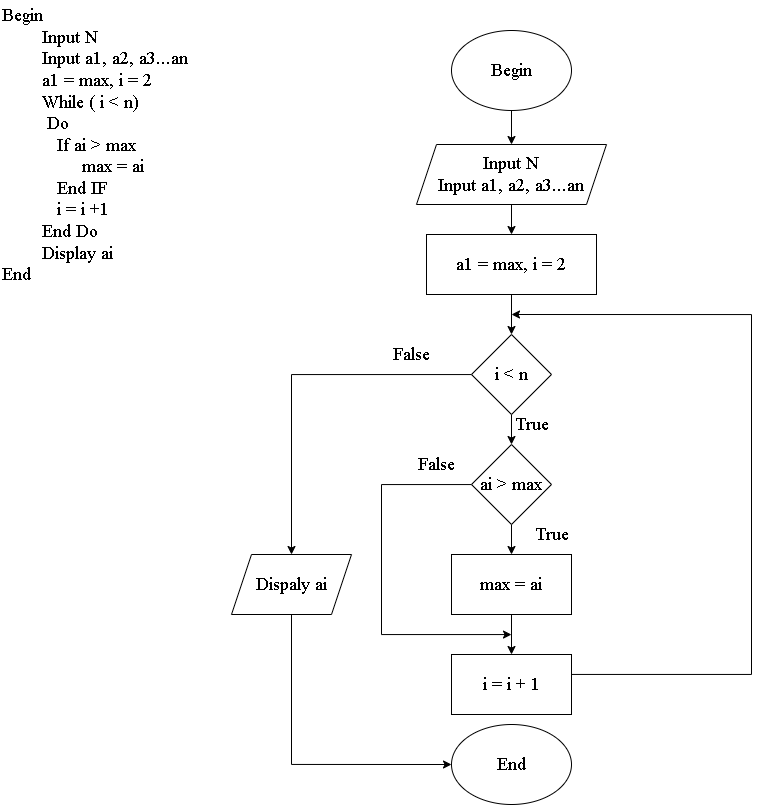 Begin
Input N
Input a1, a2, a3...an
a1 = max, i = 2
While ( i < n)
Do
If ai > max
max = ai
End IF
i = i +1
End Do
Display ai
End
Begin
Input N
Input a1, a2, a3...an
a1 = max, i = 2
False
i < n
True
False
ai > max
True
Dispaly ai
max = ai
i = i + 1
End